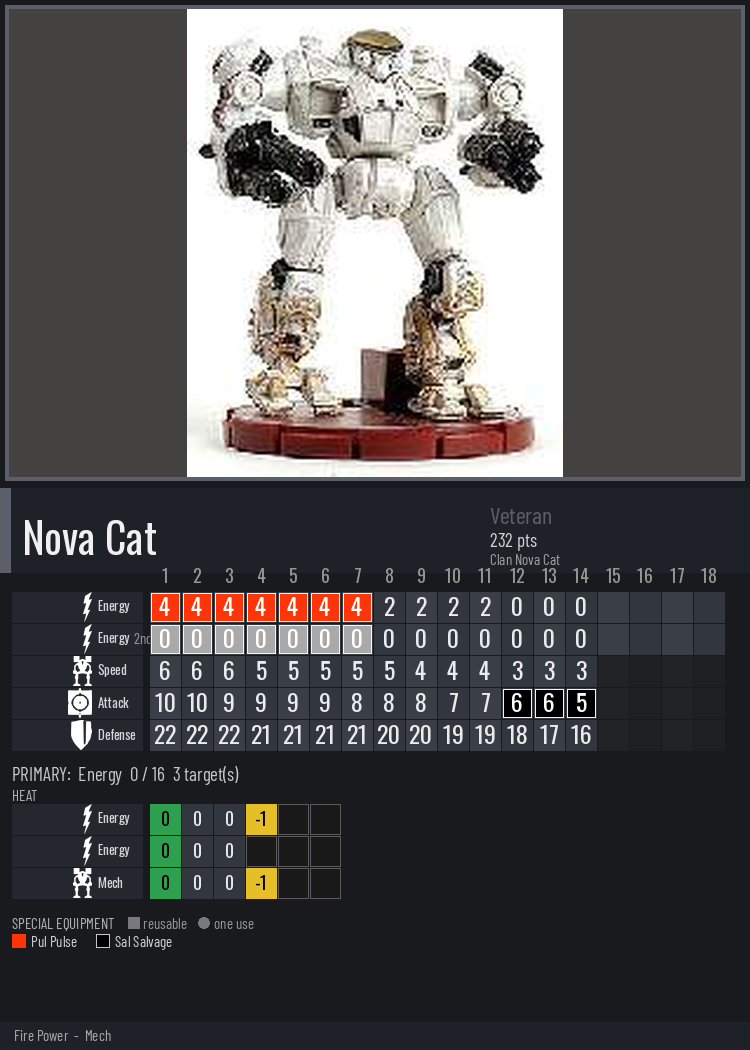 Nova Cat
Veteran
232 pts
Clan Nova Cat
1 2 3 4 5 6 7 8 9 10 11 12 13 14 15 16 17 18
Energy 4 4 4 4 4 4 4 2 2 2 2 0 0 0
Energy 2nd 0 0 0 0 0 0 0 0 0 0 0 0 0 0
Speed 6 6 6 5 5 5 5 5 4 4 4 3 3 3
Attack 10 10 9 9 9 9 8 8 8 7 7 6 6 5
Defense 22 22 22 21 21 21 21 20 20 19 19 18 17 16
PRIMARY: Energy 0 / 16 3 target(s)
HEAT
Energy 0 0 0 -1
Energy 0 0 0
Mech 0 0 0 -1
SPECIAL EQUIPMENT reusable one use
Pul Pulse Sal Salvage
Fire Power - Mech